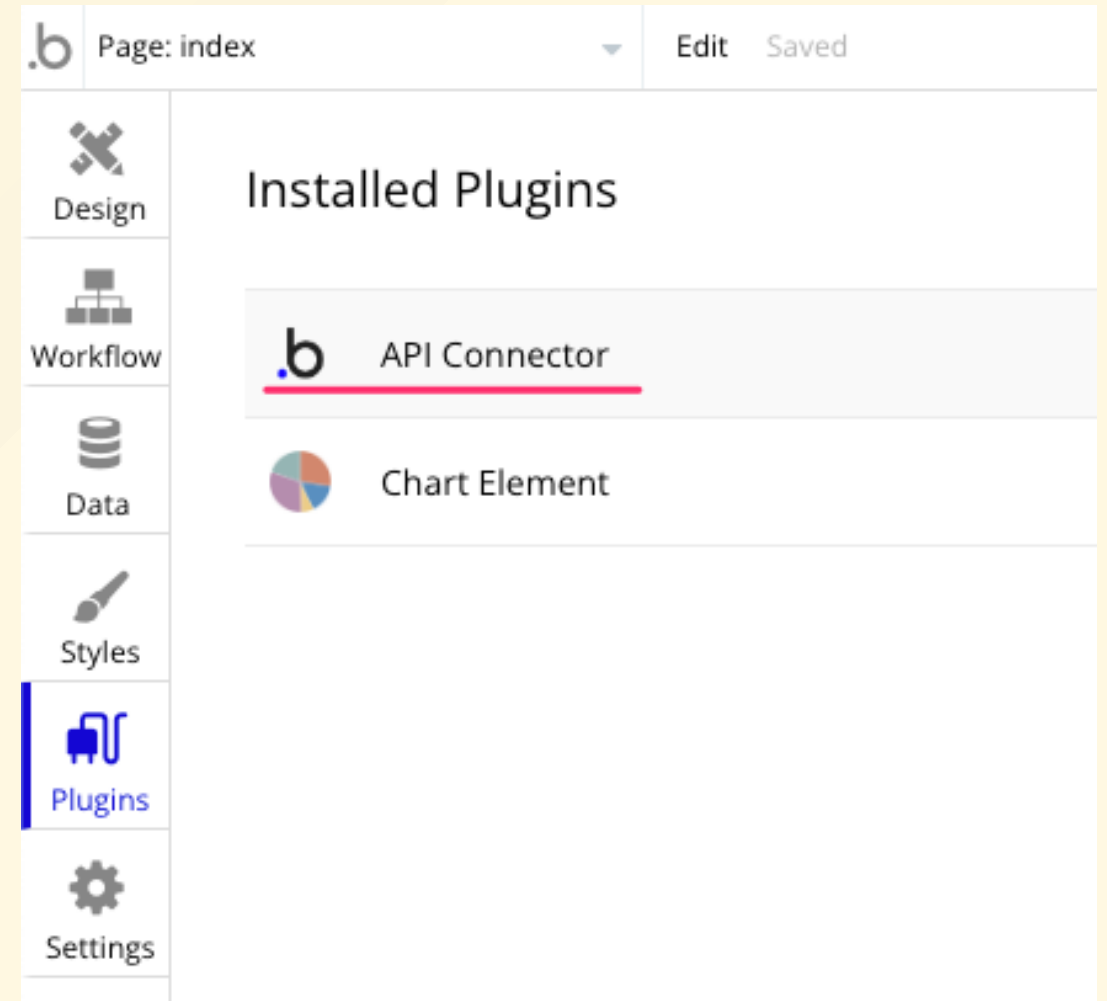 .b Page: index Edit Saved
Design
Installed Plugins
Workflow
.b API Connector
Data
Chart Element
Styles
Plugins
Settings